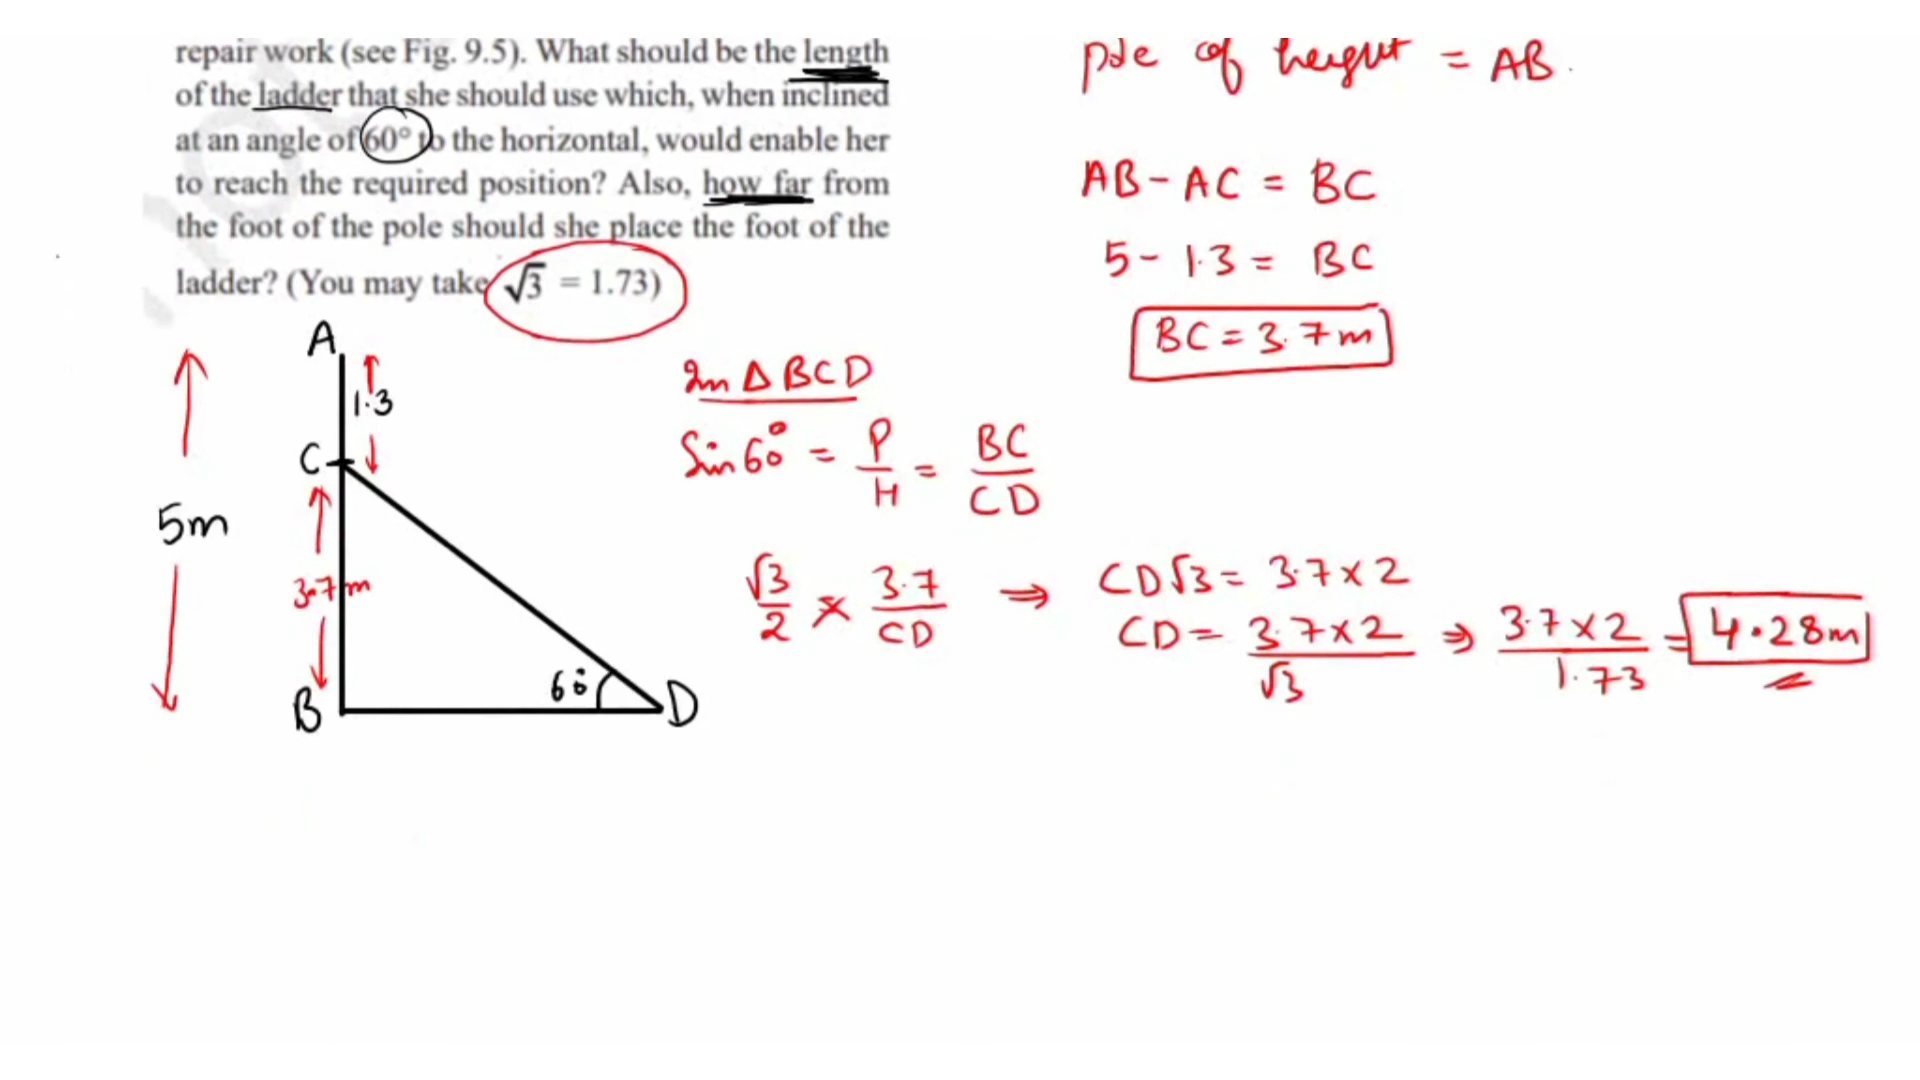 repair work (see Fig. 9.5). What should be the length
of the ladder that she should use which, when inclined
at an angle of 60° to the horizontal, would enable her
to reach the required position? Also, how far from
the foot of the pole should she place the foot of the
ladder? (You may take √3 = 1.73)
pole of height = AB.
AB - AC = BC
5 - 1.3 = BC
BC = 3.7m
A
1.3
C
5m
3.7m
B
60°
D
In Δ BCD
Sin 60° = P/H = BC/CD
√3/2 × 3.7/CD ⇒ CD√3 = 3.7×2
CD = 3.7×2/√3 ⇒ 3.7×2/1.73 = 4.28m